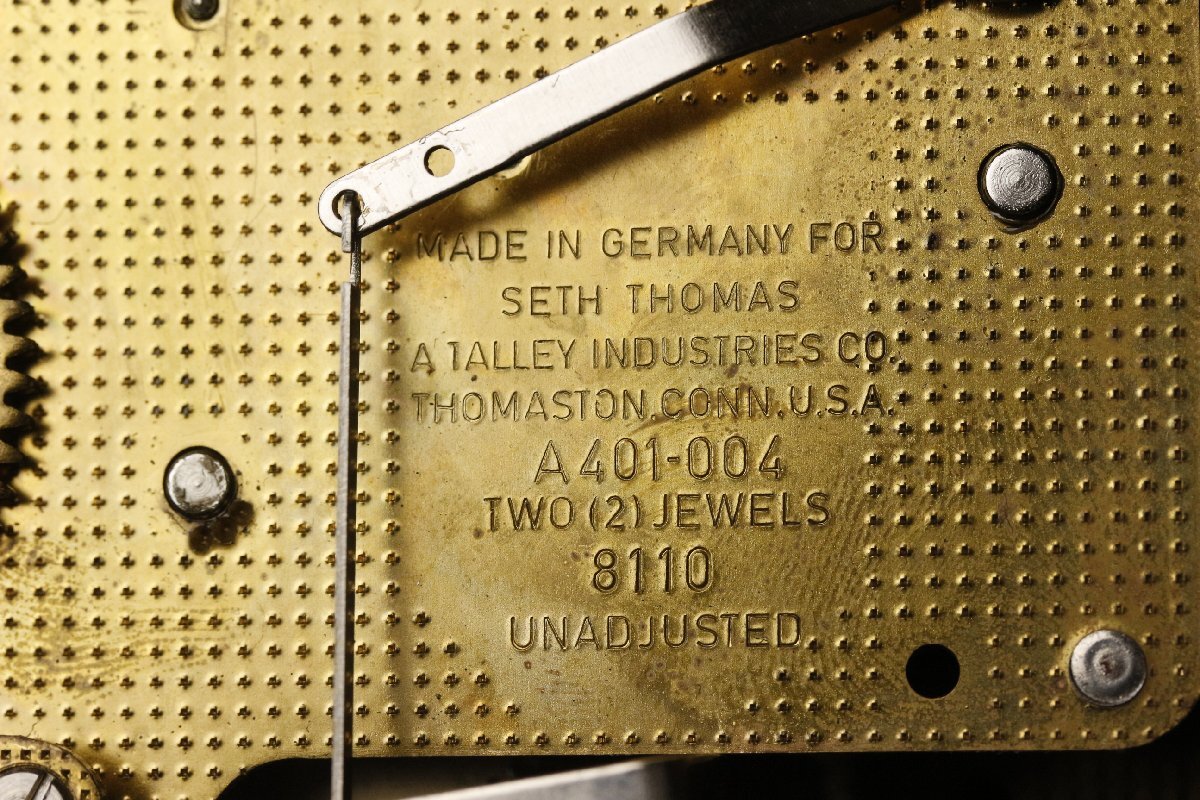 MADE IN GERMANY FOR
SETH THOMAS
A TALLEY INDUSTRIES CO.
THOMASTON.CONN.U.S.A.
A401-004
TWO (2) JEWELS
8110
UNADJUSTED